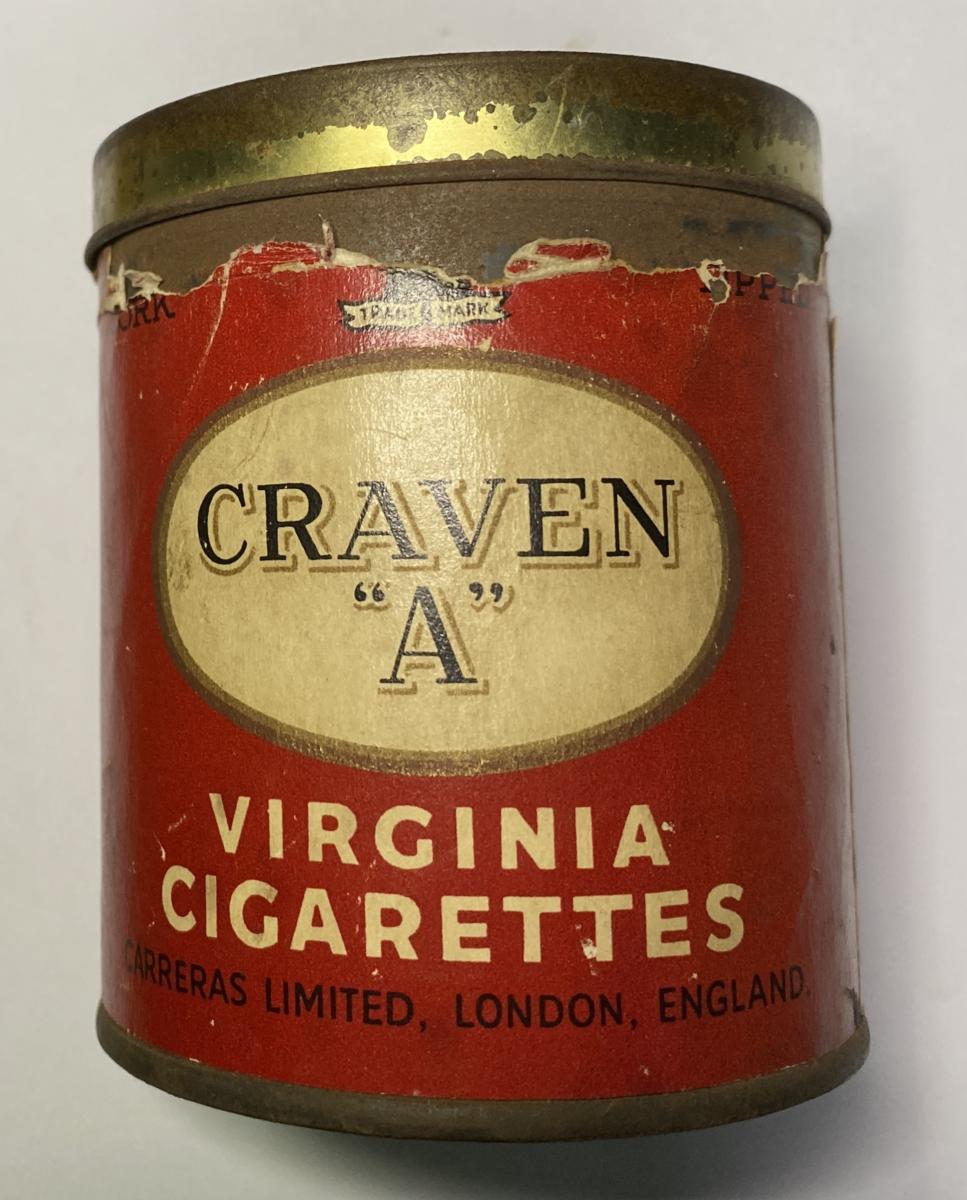 TRADE MARK
CRAVEN
“A”
VIRGINIA
CIGARETTES
CARRERAS LIMITED, LONDON, ENGLAND.